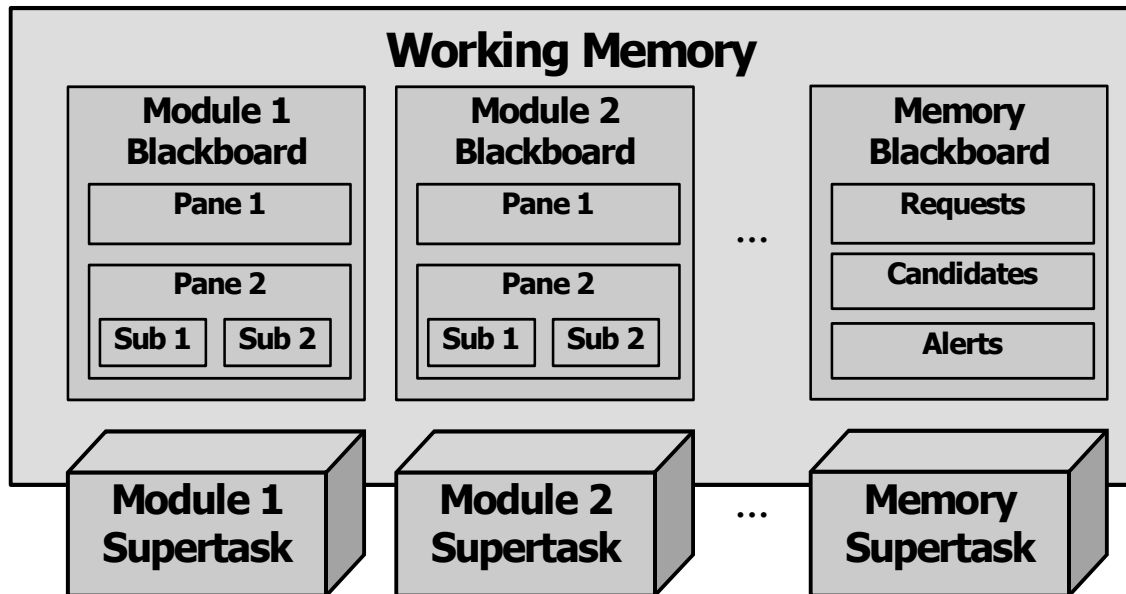 Working Memory
Module 1
Blackboard
Pane 1
Pane 2
Sub 1
Sub 2
Module 2
Blackboard
Pane 1
Pane 2
Sub 1
Sub 2
...
Memory
Blackboard
Requests
Candidates
Alerts
Module 1
Supertask
Module 2
Supertask
...
Memory
Supertask